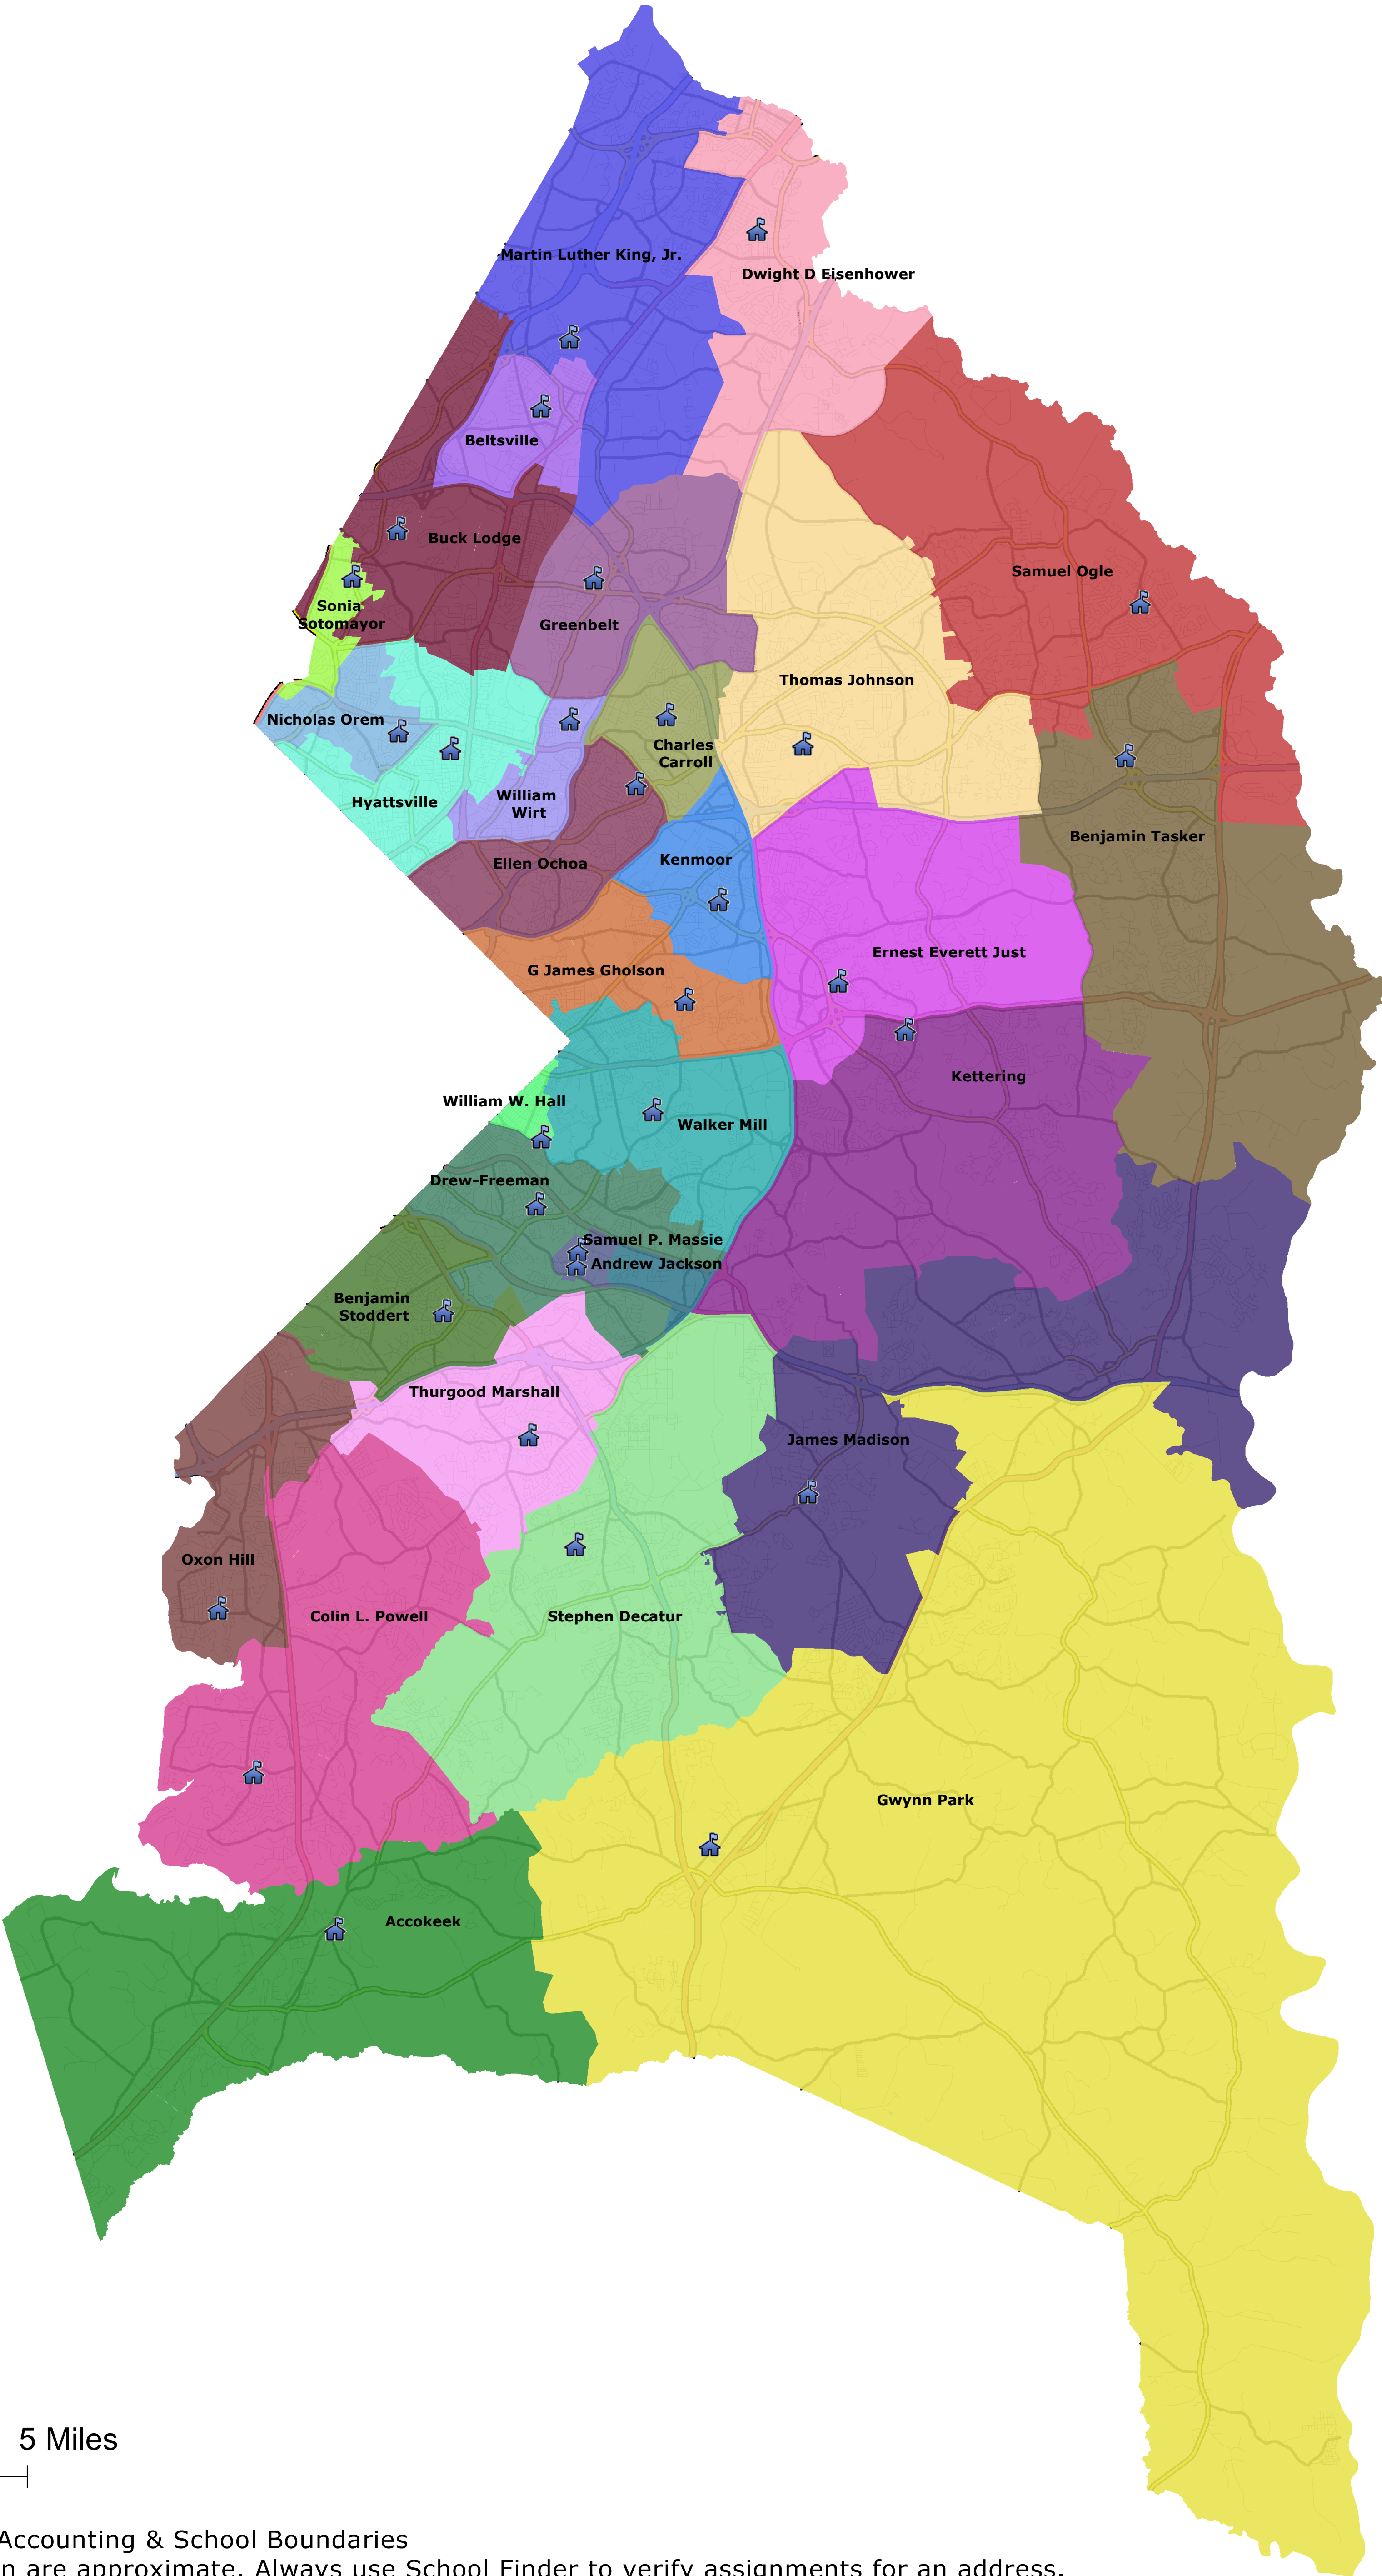 Martin Luther King, Jr.
Dwight D Eisenhower
Beltsville
Buck Lodge
Samuel Ogle
Sonia
Sotomayor
Greenbelt
Thomas Johnson
Nicholas Orem
Charles
Carroll
William
Wirt
Hyattsville
Benjamin Tasker
Ellen Ochoa
Kenmoor
Ernest Everett Just
G James Gholson
Kettering
William W. Hall
Walker Mill
Drew-Freeman
Samuel P. Massie
Andrew Jackson
Benjamin
Stoddert
Thurgood Marshall
James Madison
Oxon Hill
Colin L. Powell
Stephen Decatur
Gwynn Park
Accokeek
5 Miles
Accounting & School Boundaries
n are approximate. Always use School Finder to verify assignments for an address.